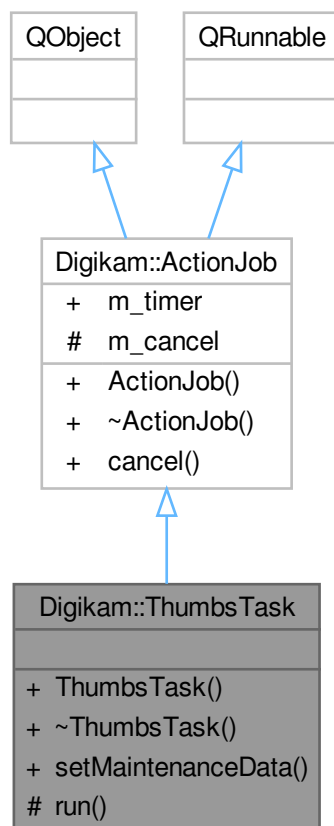 QObject
QRunnable
Digikam::ActionJob
+ m_timer
# m_cancel
+ ActionJob()
+ ~ActionJob()
+ cancel()
Digikam::ThumbsTask
+ ThumbsTask()
+ ~ThumbsTask()
+ setMaintenanceData()
# run()